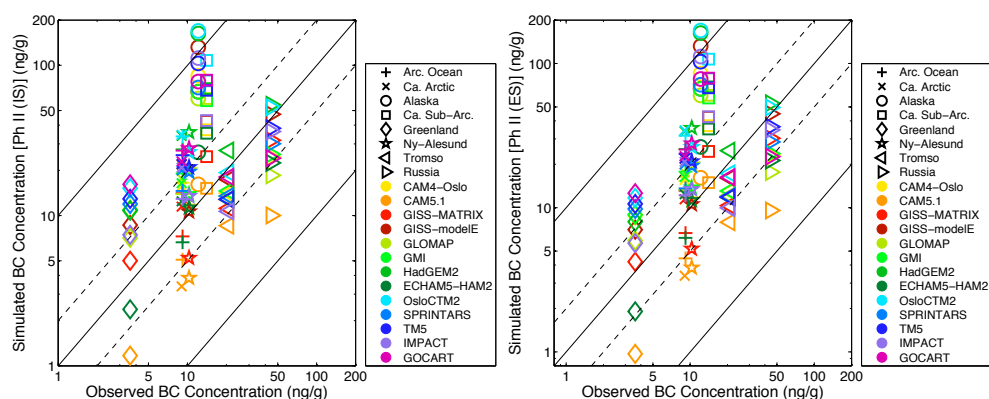 Simulated BC Concentration [Ph II (IS)] (ng/g)
200
100
50
10
5
1
1 5 10 50 100 200
Observed BC Concentration (ng/g)
Arc. Ocean
Ca. Arctic
Alaska
Ca. Sub-Arc.
Greenland
Ny-Alesund
Tromso
Russia
CAM4-Oslo
CAM5.1
GISS-MATRIX
GISS-modelE
GLOMAP
GMI
HadGEM2
ECHAM5-HAM2
OsloCTM2
SPRINTARS
TM5
IMPACT
GOCART
Simulated BC Concentration [Ph II (ES)] (ng/g)
200
100
50
10
5
1
1 5 10 50 100 200
Observed BC Concentration (ng/g)
Arc. Ocean
Ca. Arctic
Alaska
Ca. Sub-Arc.
Greenland
Ny-Alesund
Tromso
Russia
CAM4-Oslo
CAM5.1
GISS-MATRIX
GISS-modelE
GLOMAP
GMI
HadGEM2
ECHAM5-HAM2
OsloCTM2
SPRINTARS
TM5
IMPACT
GOCART